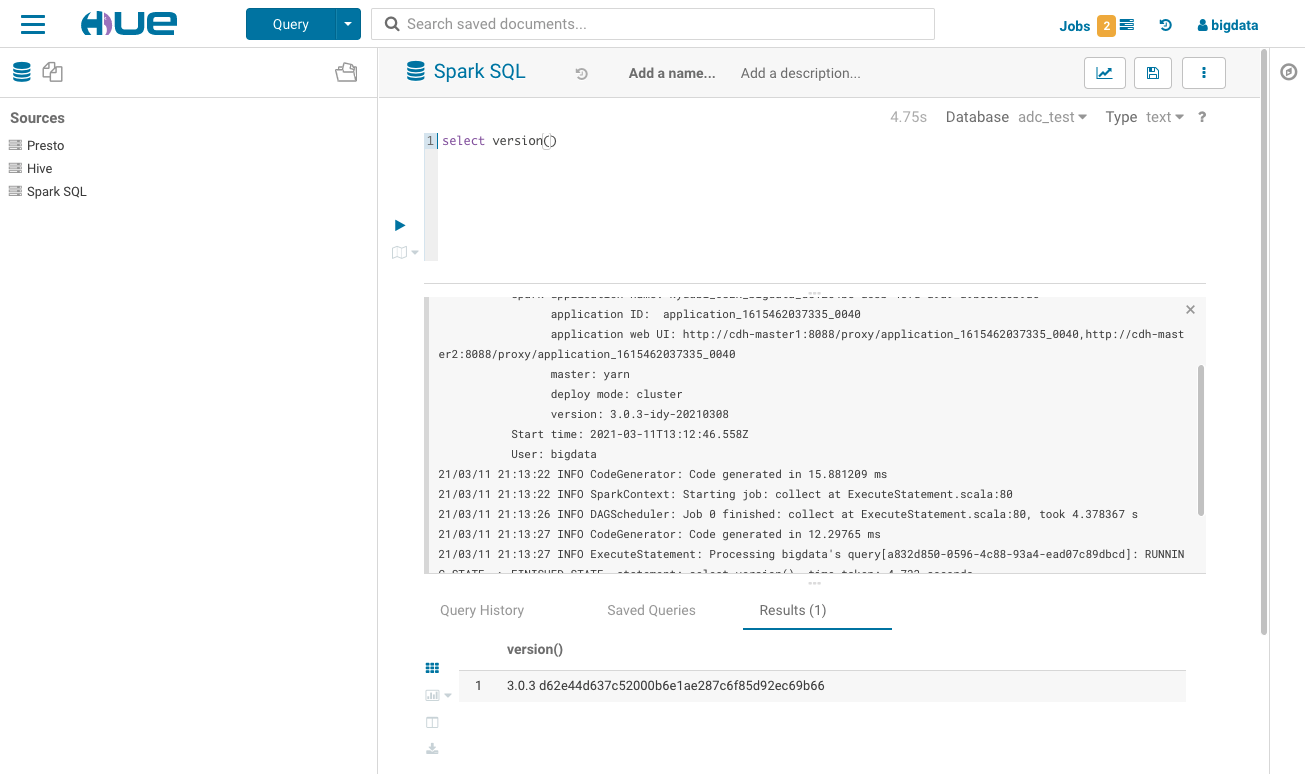 HUE
Query
Search saved documents...
Jobs 2
bigdata
Sources
Presto
Hive
Spark SQL
Spark SQL
Add a name...
Add a description...
4.75s Database adc_test Type text ?
1 select version()
application ID:  application_1615462037335_0040
application web UI: http://cdh-master1:8088/proxy/application_1615462037335_0040,http://cdh-mast
er2:8088/proxy/application_1615462037335_0040
master: yarn
deploy mode: cluster
version: 3.0.3-idy-20210308
Start time: 2021-03-11T13:12:46.558Z
User: bigdata
21/03/11 21:13:22 INFO CodeGenerator: Code generated in 15.881209 ms
21/03/11 21:13:22 INFO SparkContext: Starting job: collect at ExecuteStatement.scala:80
21/03/11 21:13:26 INFO DAGScheduler: Job 0 finished: collect at ExecuteStatement.scala:80, took 4.378367 s
21/03/11 21:13:27 INFO CodeGenerator: Code generated in 12.29765 ms
21/03/11 21:13:27 INFO ExecuteStatement: Processing bigdata's query[a832d850-0596-4c88-93a4-ead07c89dbcd]: RUNNIN
Query History
Saved Queries
Results (1)
version()
1 3.0.3 d62e44d637c52000b6e1ae287c6f85d92ec69b66